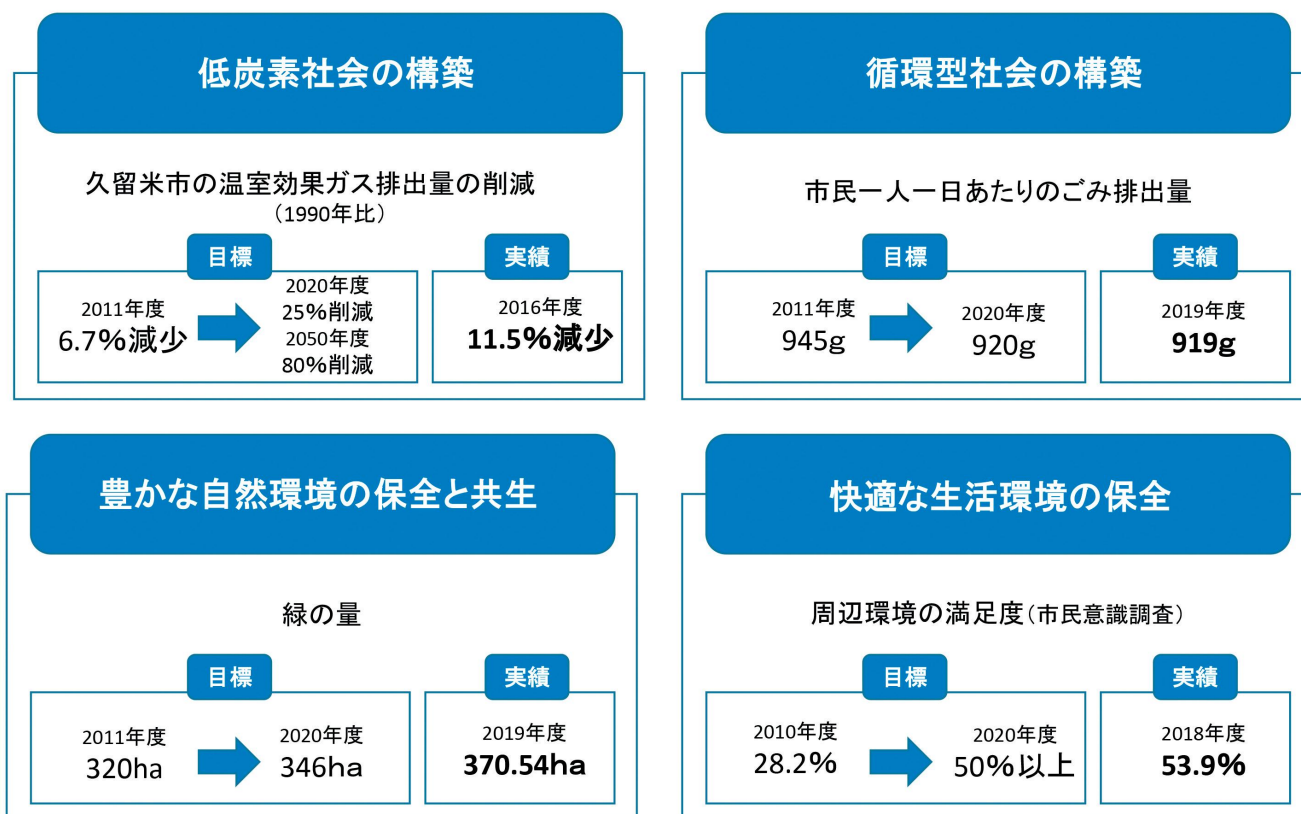 低炭素社会の構築
久留米市の温室効果ガス排出量の削減
（1990年比）
目標
2011年度
6.7%減少
2020年度
25%削減
2050年度
80%削減
実績
2016年度
11.5%減少
循環型社会の構築
市民一人一日あたりのごみ排出量
目標
2011年度
945g
2020年度
920g
実績
2019年度
919g
豊かな自然環境の保全と共生
緑の量
目標
2011年度
320ha
2020年度
346ha
実績
2019年度
370.54ha
快適な生活環境の保全
周辺環境の満足度（市民意識調査）
目標
2010年度
28.2%
2020年度
50%以上
実績
2018年度
53.9%